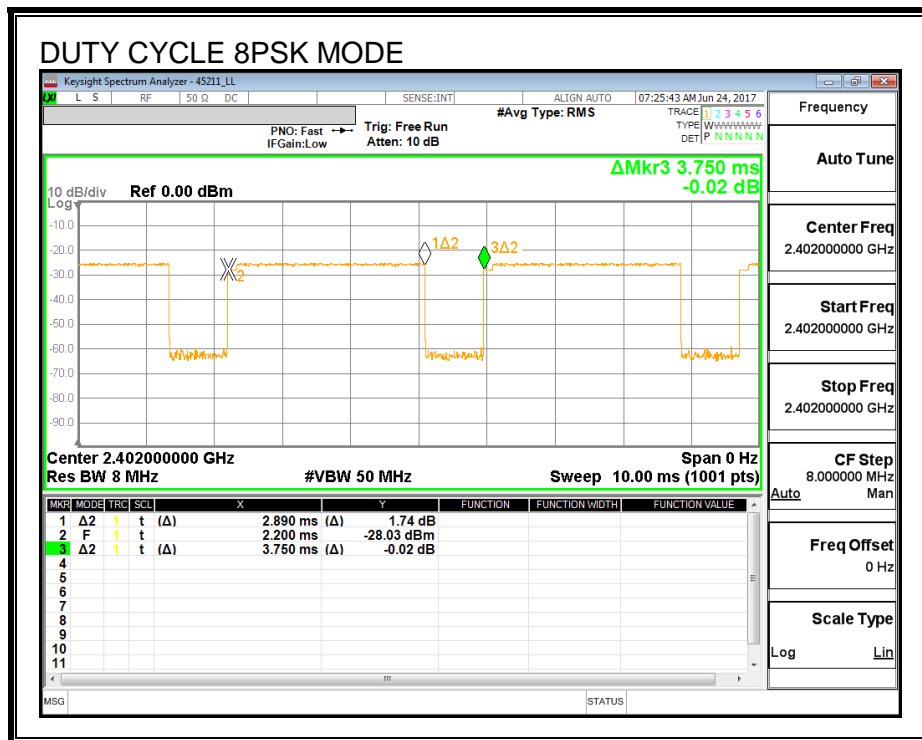 DUTY CYCLE 8PSK MODE
Keysight Spectrum Analyzer - 45211_LL
LXI L S RF 50 Ω DC SENSE:INT ALIGN AUTO 07:25:43 AM Jun 24, 2017
PNO: Fast
IFGain:Low
Trig: Free Run
Atten: 10 dB
#Avg Type: RMS
TRACE 1 2 3 4 5 6
TYPE WWWWWW
DET P N N N N N
ΔMkr3 3.750 ms
-0.02 dB
10 dB/div Ref 0.00 dBm
Log
-10.0
-20.0
-30.0
-40.0
-50.0
-60.0
-70.0
-80.0
-90.0
2
1Δ2
3Δ2
Center 2.402000000 GHz Span 0 Hz
Res BW 8 MHz #VBW 50 MHz Sweep 10.00 ms (1001 pts)
MKR MODE TRC SCL X Y FUNCTION FUNCTION WIDTH FUNCTION VALUE
1 Δ2 1 t (Δ) 2.890 ms (Δ) 1.74 dB
2 F 1 t 2.200 ms -28.03 dBm
3 Δ2 1 t (Δ) 3.750 ms (Δ) -0.02 dB
4
5
6
7
8
9
10
11
MSG STATUS
Frequency
Auto Tune
Center Freq
2.402000000 GHz
Start Freq
2.402000000 GHz
Stop Freq
2.402000000 GHz
CF Step
8.000000 MHz
Auto Man
Freq Offset
0 Hz
Scale Type
Log Lin